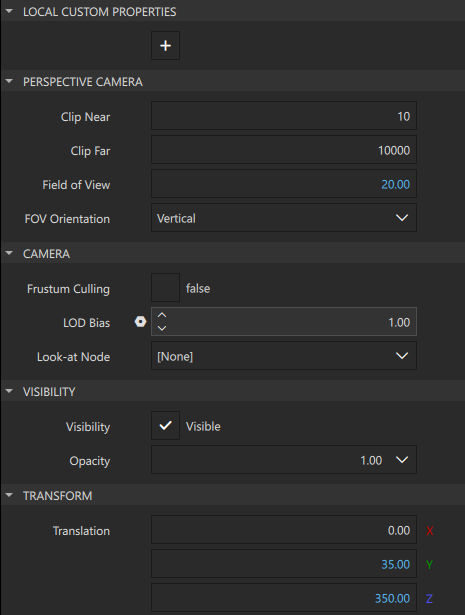 LOCAL CUSTOM PROPERTIES
+
PERSPECTIVE CAMERA
Clip Near 10
Clip Far 10000
Field of View 20.00
FOV Orientation Vertical
CAMERA
Frustum Culling false
LOD Bias 1.00
Look-at Node [None]
VISIBILITY
Visibility Visible
Opacity 1.00
TRANSFORM
Translation 0.00 X
35.00 Y
350.00 Z